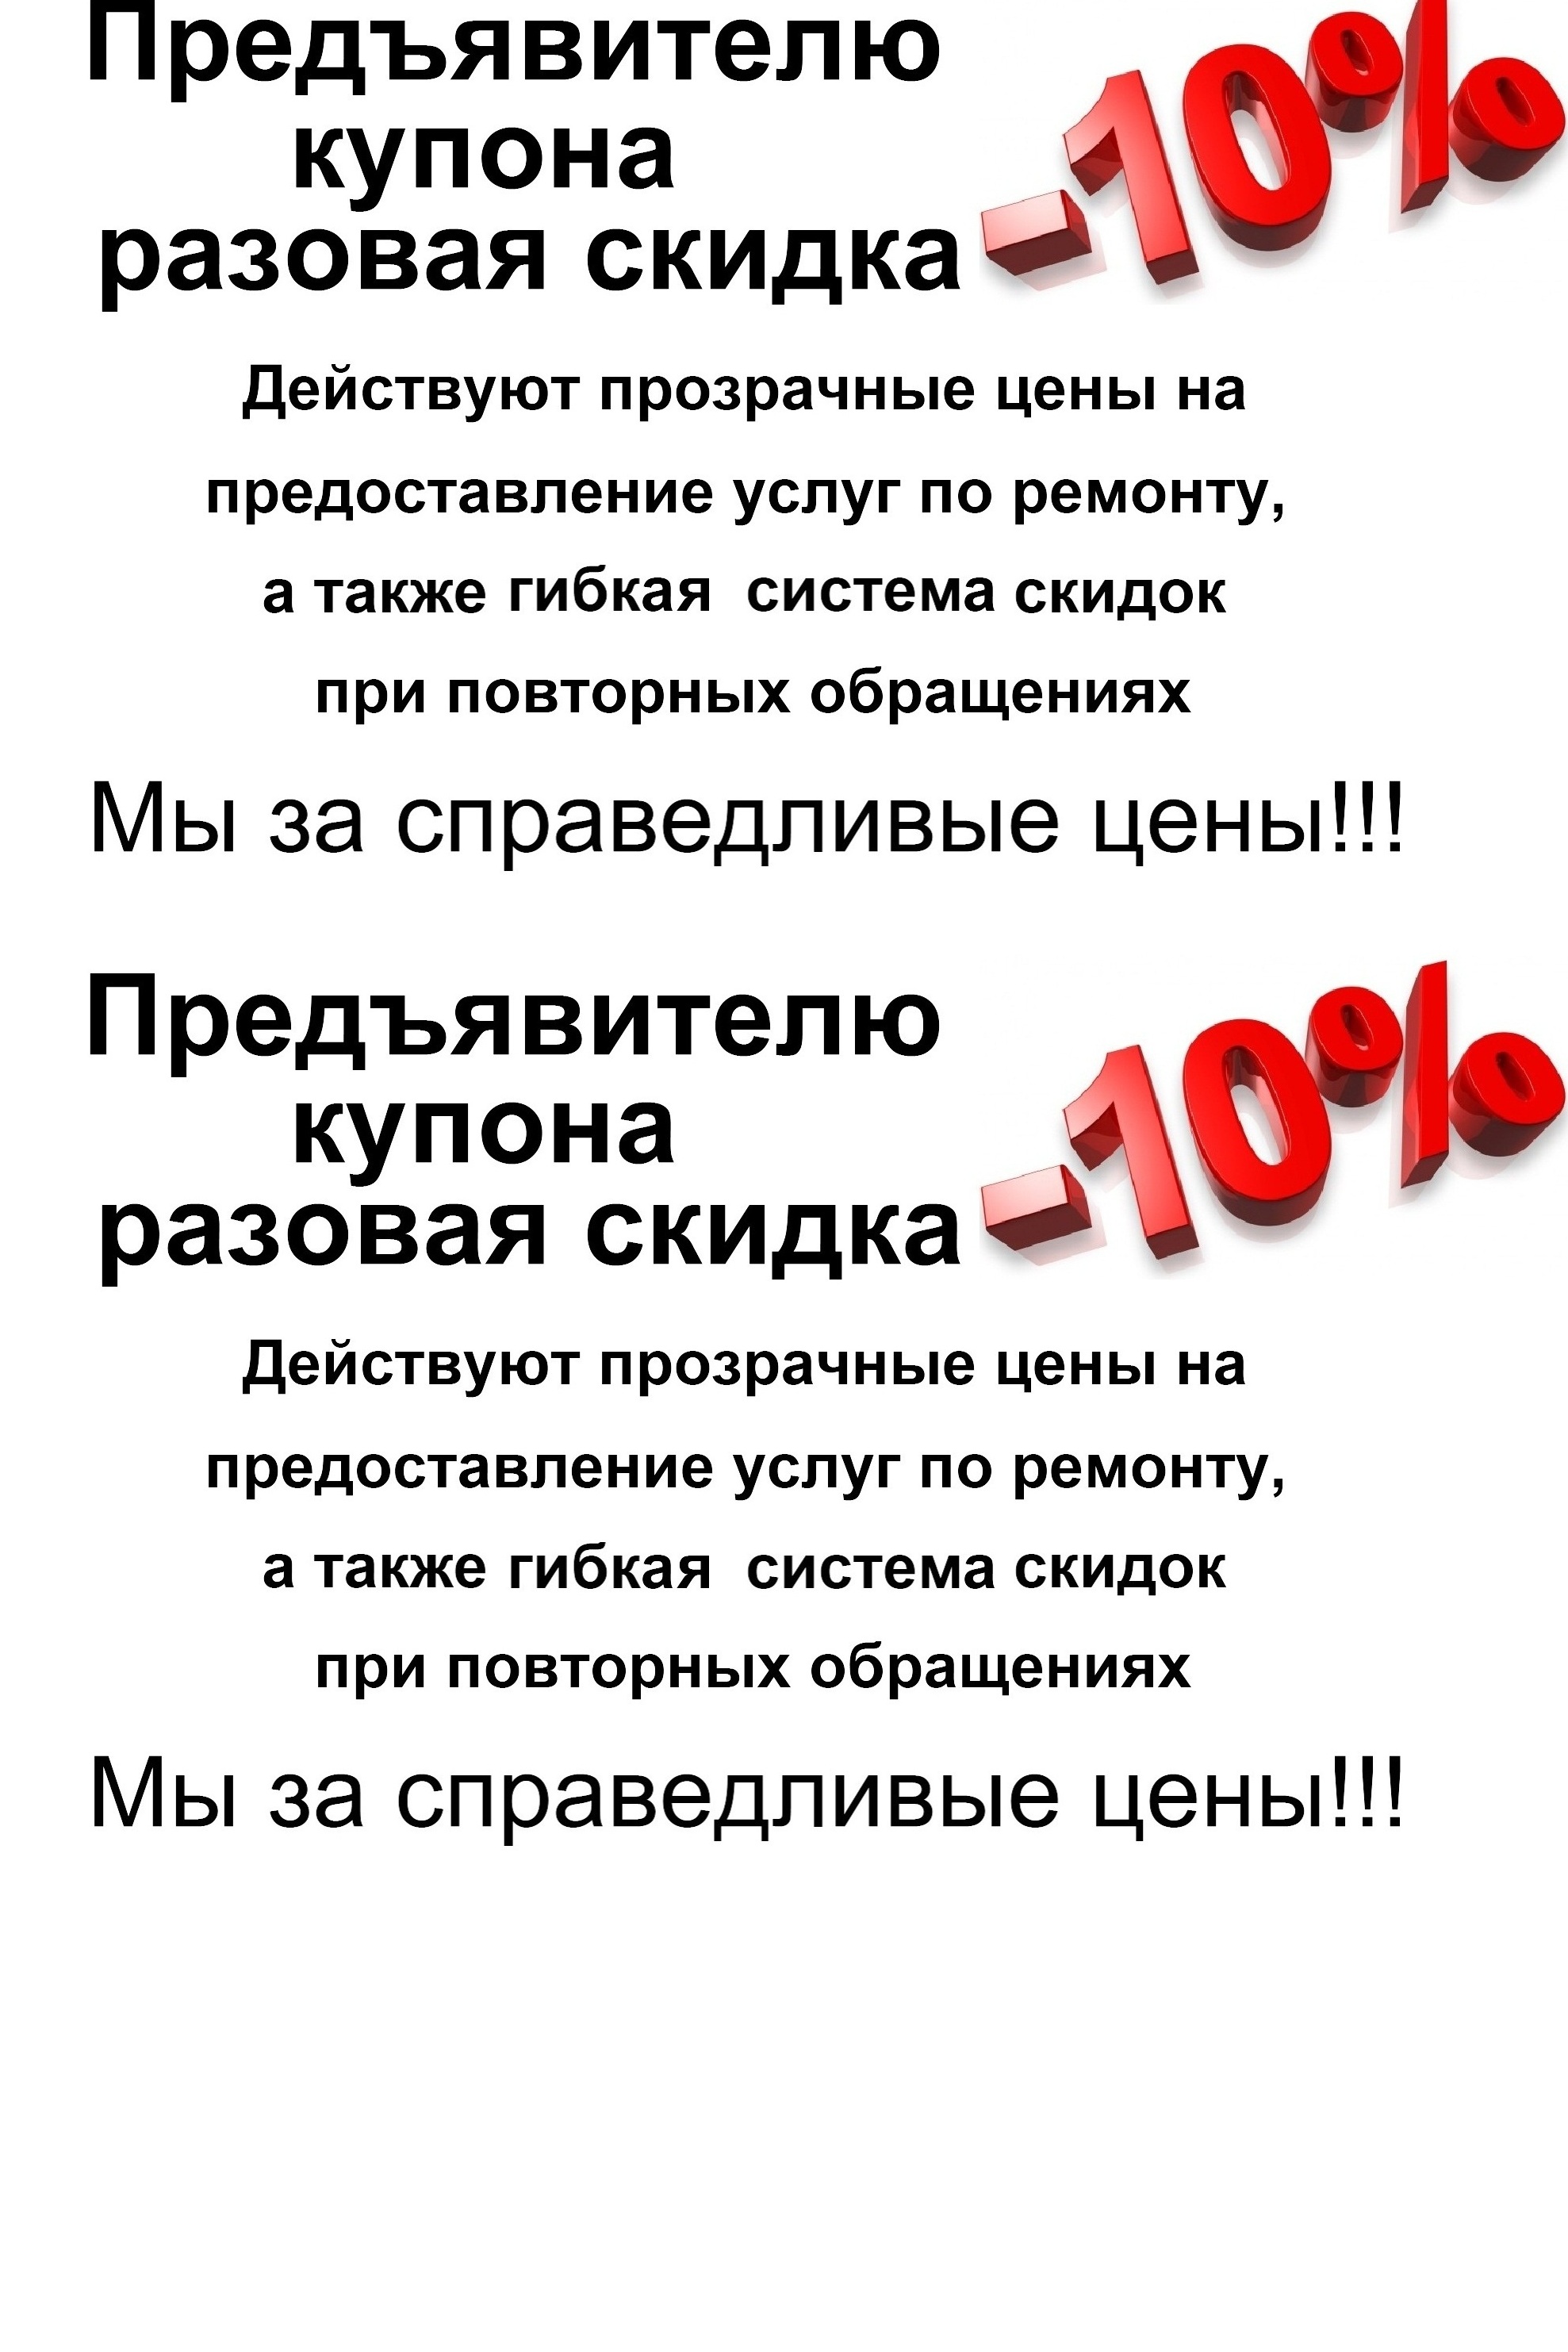 Предъявителю
купона
разовая скидка -10%
Действуют прозрачные цены на
предоставление услуг по ремонту,
а также гибкая система скидок
при повторных обращениях
Мы за справедливые цены!!!
Предъявителю
купона
разовая скидка -10%
Действуют прозрачные цены на
предоставление услуг по ремонту,
а также гибкая система скидок
при повторных обращениях
Мы за справедливые цены!!!